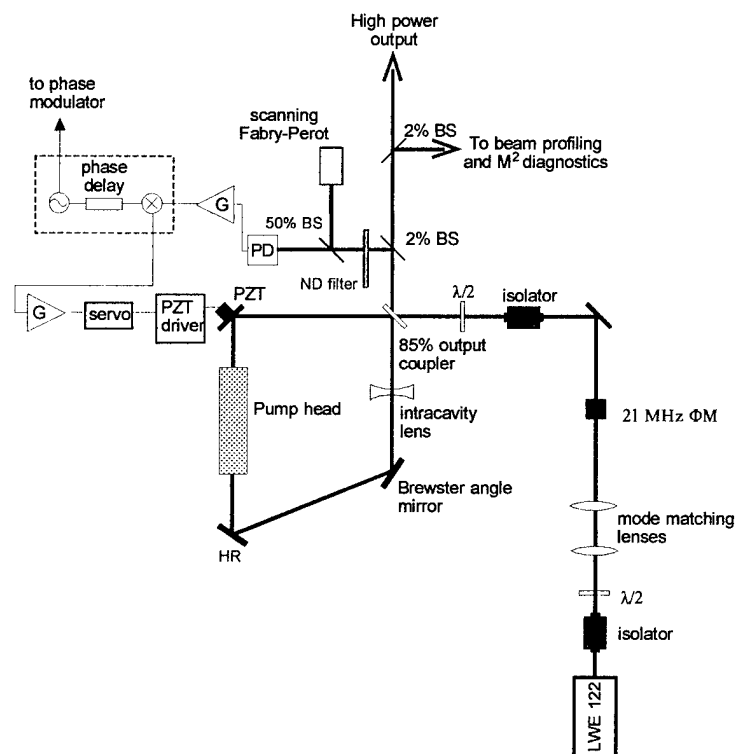 High power
output
to phase
modulator
scanning
Fabry-Perot
2% BS
To beam profiling
and M² diagnostics
phase
delay
G
50% BS
PD
2% BS
ND filter
PZT
λ/2
isolator
G
servo
PZT
driver
85% output
coupler
Pump head
intracavity
lens
21 MHz ΦM
Brewster angle
mirror
mode matching
lenses
HR
λ/2
isolator
LWE 122